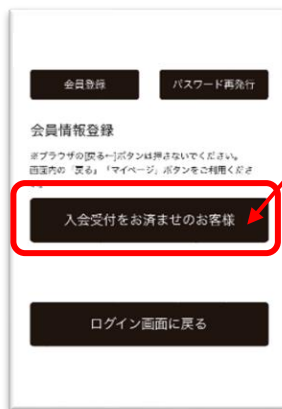 会員登録
パスワード再発行
会員情報登録
※ブラウザの[戻る←]ボタンは押さないでください。
画面内の「戻る」「マイページ」ボタンをご利用くださ
入会受付をお済ませのお客様
ログイン画面に戻る